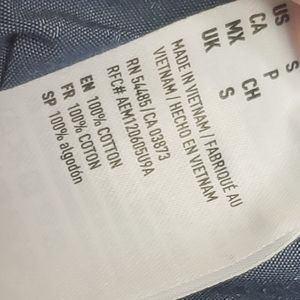 US S
CA P
MX CH
UK S
MADE IN VIETNAM / FABRIQUÉ AU
VIETNAM / HECHO EN VIETNAM
RN 54485 / CA 03873
RFC# AEM120605U9A
EN 100% COTTON
FR 100% COTON
SP 100% algodón